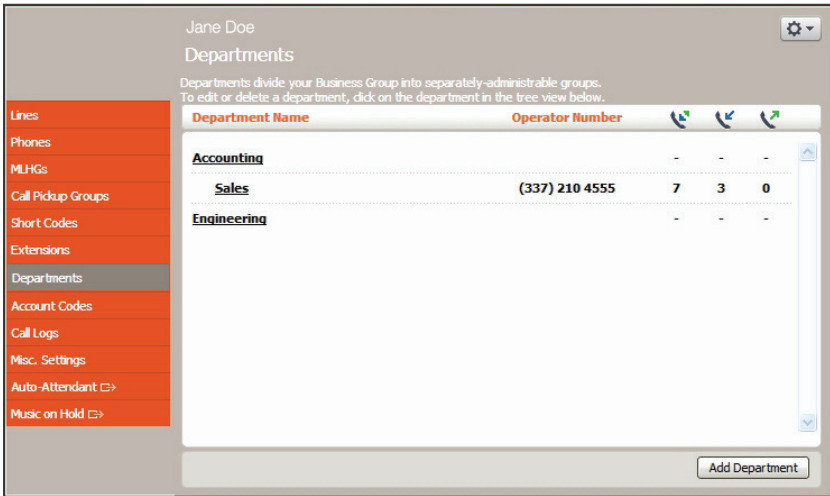 Jane Doe
Departments
Departments divide your Business Group into separately-administrable groups.
To edit or delete a department, click on the department in the tree view below.
Lines
Phones
MLHGs
Call Pickup Groups
Short Codes
Extensions
Departments
Account Codes
Call Logs
Misc. Settings
Auto-Attendant
Music on Hold
Department Name Operator Number
Accounting - - -
Sales (337) 210 4555 7 3 0
Engineering - - -
Add Department